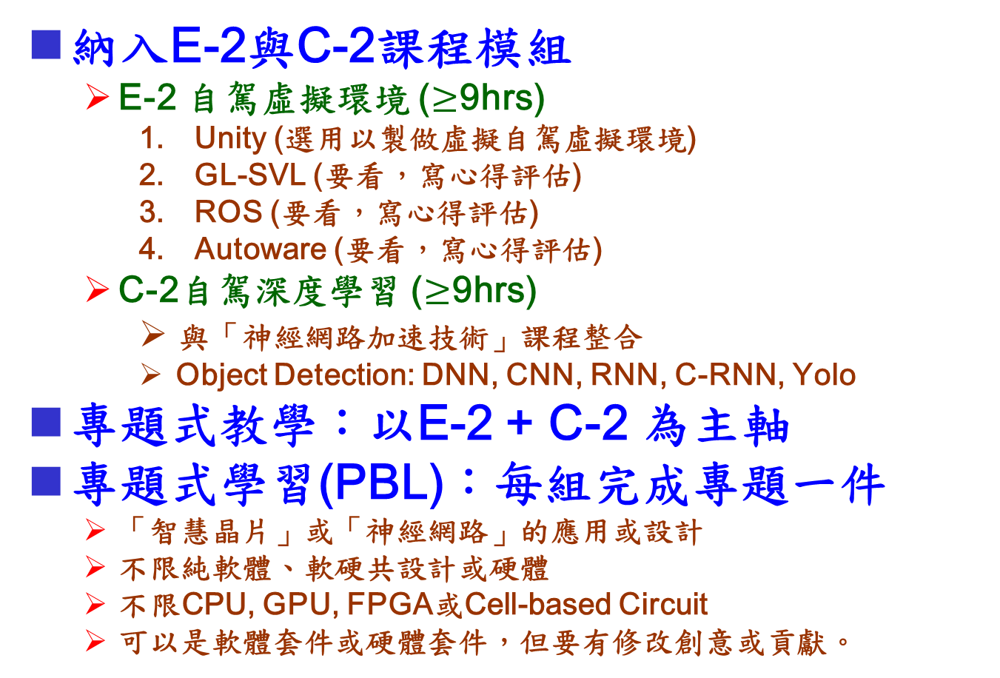 納入E-2與C-2課程模組
E-2 自駕虛擬環境 (≥9hrs)
1. Unity (選用以製做虛擬自駕虛擬環境)
2. GL-SVL (要看，寫心得評估)
3. ROS (要看，寫心得評估)
4. Autoware (要看，寫心得評估)
C-2自駕深度學習 (≥9hrs)
與「神經網路加速技術」課程整合
Object Detection: DNN, CNN, RNN, C-RNN, Yolo
專題式教學：以E-2 + C-2 為主軸
專題式學習(PBL)：每組完成專題一件
「智慧晶片」或「神經網路」的應用或設計
不限純軟體、軟硬共設計或硬體
不限CPU, GPU, FPGA或Cell-based Circuit
可以是軟體套件或硬體套件，但要有修改創意或貢獻。